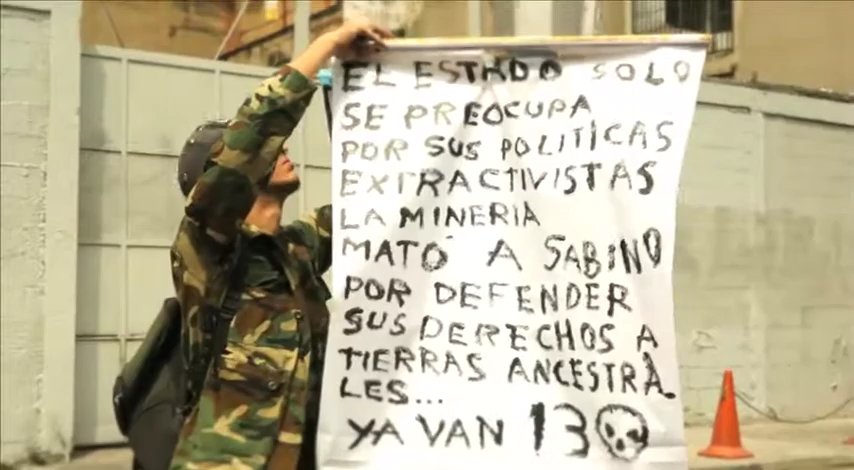 EL ESTADO SOLO
SE PREOCUPA
POR SUS POLITICAS
EXTRACTIVISTAS
LA MINERIA
MATÓ A SABINO
POR DEFENDER
SUS DERECHOS A
TIERRAS ANCESTRA-
LES...
YA VAN 13